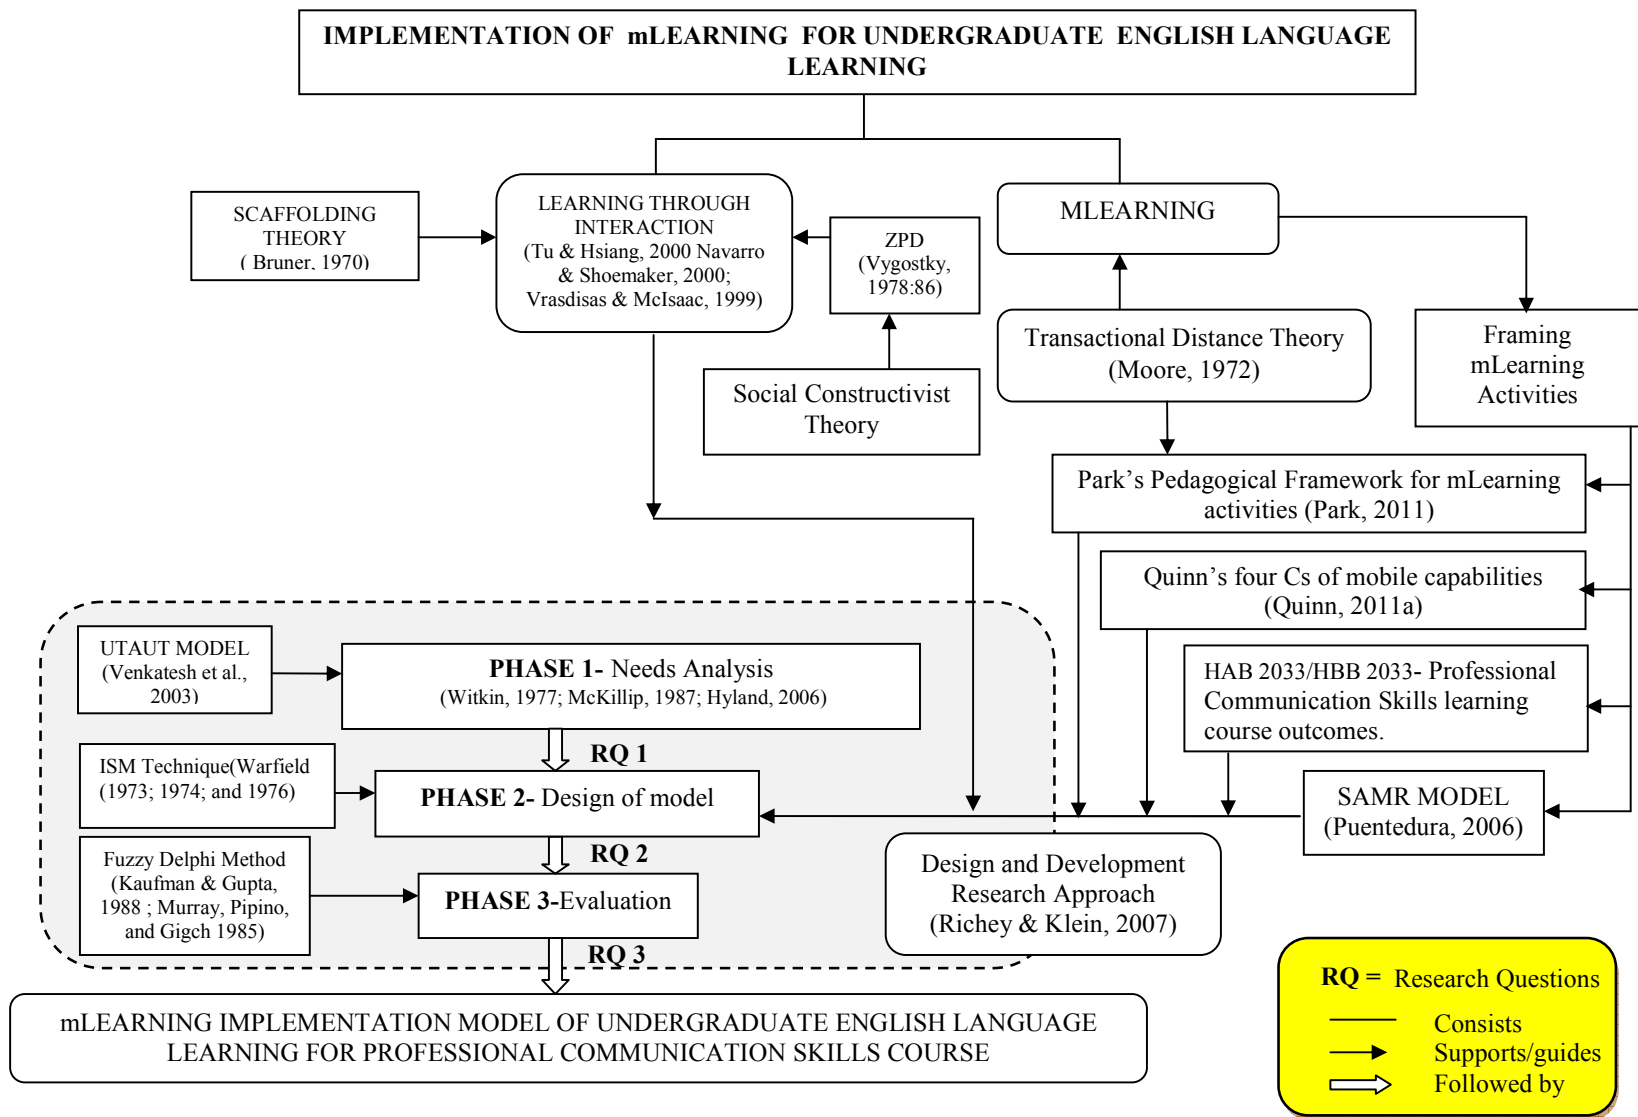 IMPLEMENTATION OF mLEARNING FOR UNDERGRADUATE ENGLISH LANGUAGE
LEARNING
SCAFFOLDING
THEORY
( Bruner, 1970)
LEARNING THROUGH
INTERACTION
(Tu & Hsiang, 2000 Navarro
& Shoemaker, 2000;
Vrasdisas & McIsaac, 1999)
ZPD
(Vygostky,
1978:86)
MLEARNING
Social Constructivist
Theory
Transactional Distance Theory
(Moore, 1972)
Framing
mLearning
Activities
Park’s Pedagogical Framework for mLearning
activities (Park, 2011)
Quinn’s four Cs of mobile capabilities
(Quinn, 2011a)
HAB 2033/HBB 2033- Professional
Communication Skills learning
course outcomes.
SAMR MODEL
(Puentedura, 2006)
UTAUT MODEL
(Venkatesh et al.,
2003)
PHASE 1- Needs Analysis
(Witkin, 1977; McKillip, 1987; Hyland, 2006)
RQ 1
ISM Technique(Warfield
(1973; 1974; and 1976)
PHASE 2- Design of model
RQ 2
Fuzzy Delphi Method
(Kaufman & Gupta,
1988 ; Murray, Pipino,
and Gigch 1985)
PHASE 3-Evaluation
RQ 3
Design and Development
Research Approach
(Richey & Klein, 2007)
mLEARNING IMPLEMENTATION MODEL OF UNDERGRADUATE ENGLISH LANGUAGE
LEARNING FOR PROFESSIONAL COMMUNICATION SKILLS COURSE
RQ = Research Questions
Consists
Supports/guides
Followed by